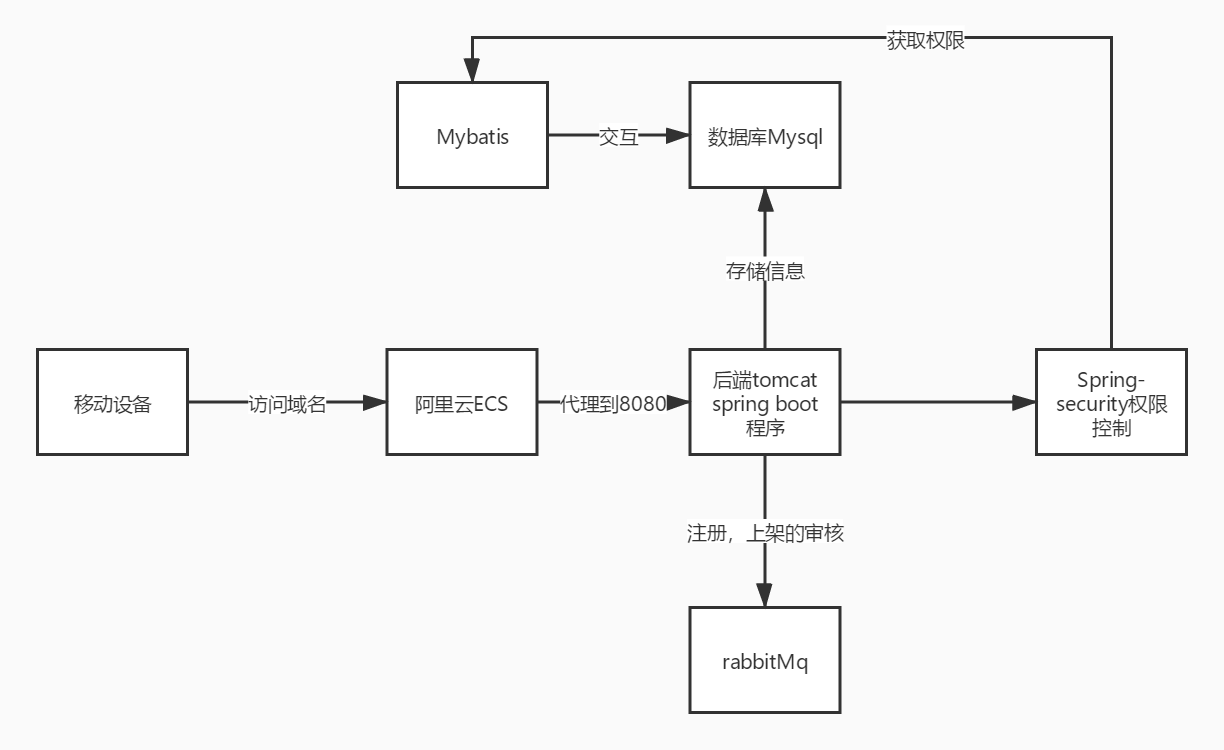 获取权限
Mybatis
交互
数据库Mysql
存储信息
移动设备
访问域名
阿里云ECS
代理到8080
后端tomcat
spring boot
程序
Spring-
security权限
控制
注册，上架的审核
rabbitMq